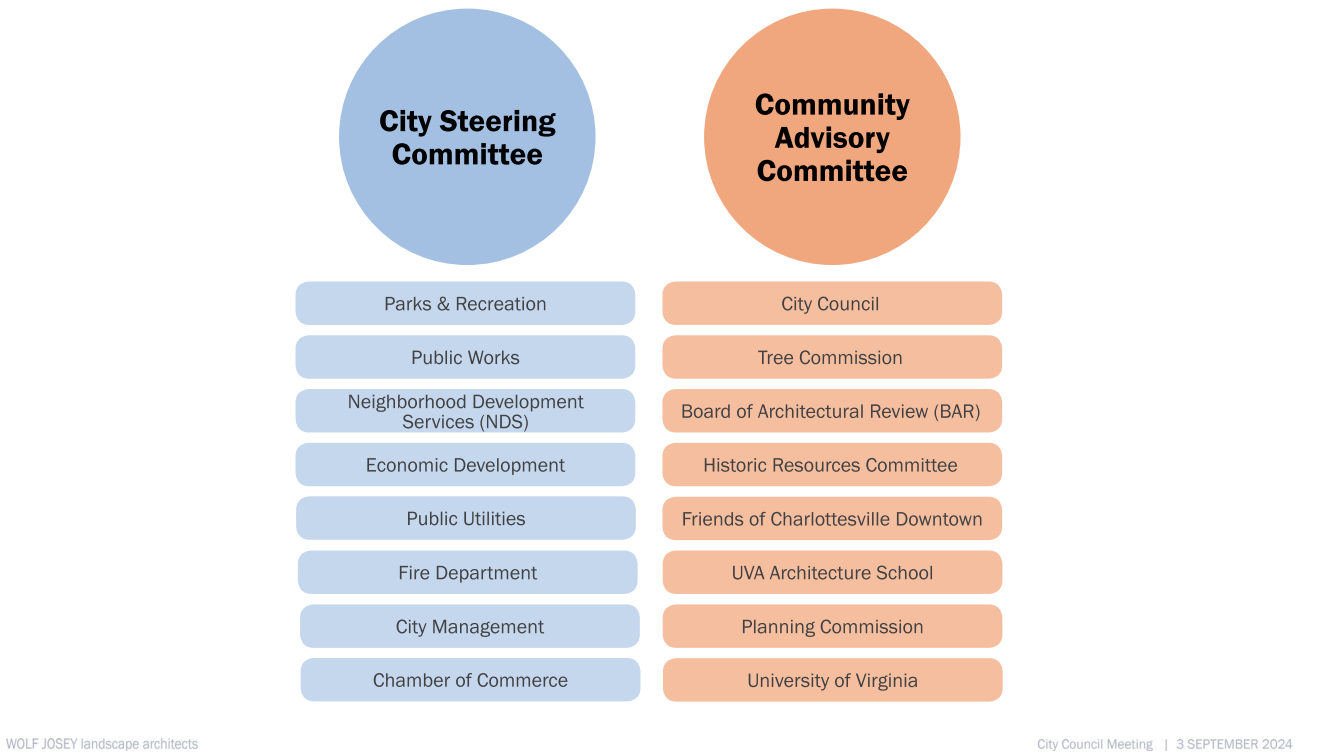 City Steering
Committee
Parks & Recreation
Public Works
Neighborhood Development
Services (NDS)
Economic Development
Public Utilities
Fire Department
City Management
Chamber of Commerce
Community
Advisory
Committee
City Council
Tree Commission
Board of Architectural Review (BAR)
Historic Resources Committee
Friends of Charlottesville Downtown
UVA Architecture School
Planning Commission
University of Virginia
WOLF JOSEY landscape architects
City Council Meeting | 3 SEPTEMBER 2024